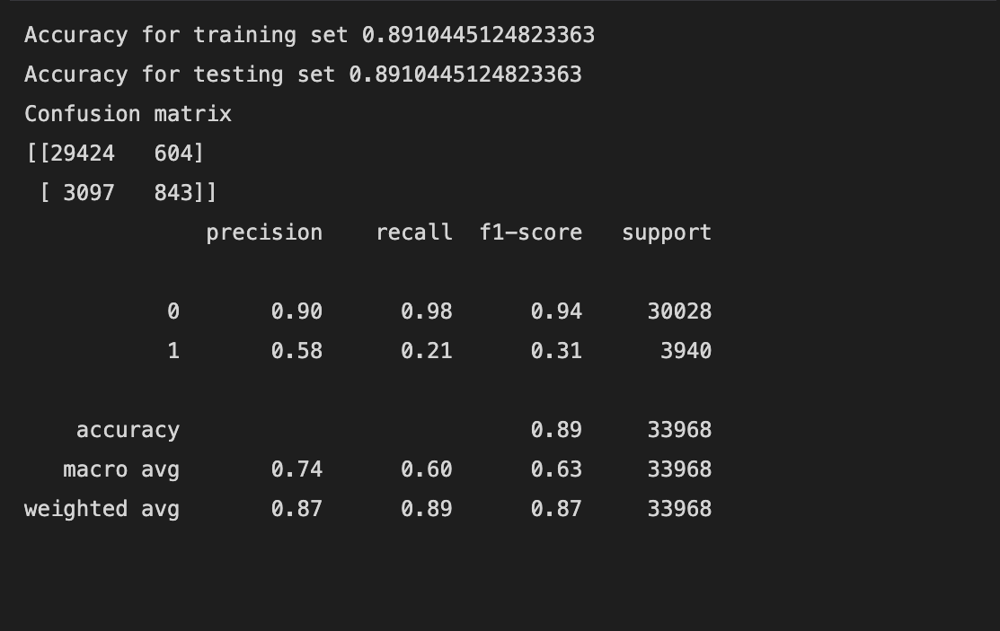 Accuracy for training set 0.8910445124823363
Accuracy for testing set 0.8910445124823363
Confusion matrix
[[29424   604]
 [ 3097   843]]
              precision    recall  f1-score   support

           0       0.90      0.98      0.94     30028
           1       0.58      0.21      0.31      3940

    accuracy                           0.89     33968
   macro avg       0.74      0.60      0.63     33968
weighted avg       0.87      0.89      0.87     33968